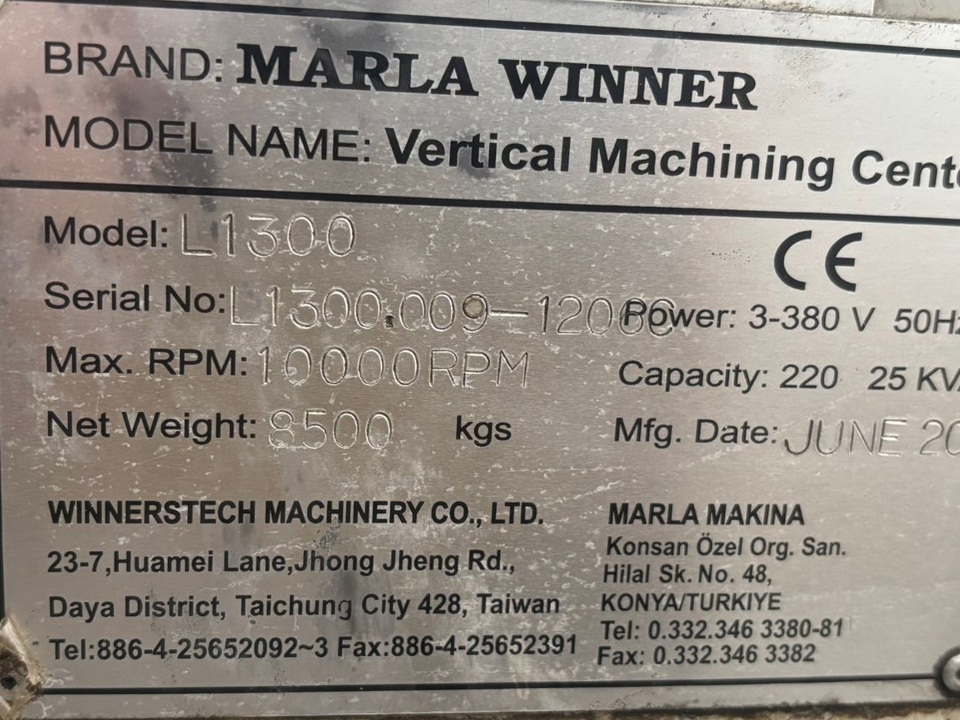 BRAND: MARLA WINNER
MODEL NAME: Vertical Machining Cente
Model: L1300
CE
Serial No: L1300.009-1206
Power: 3-380 V 50Hz
Max. RPM: 10000RPM
Capacity: 220 25 KVA
Net Weight: 8500 kgs
Mfg. Date: JUNE 20
WINNERSTECH MACHINERY CO., LTD.
23-7,Huamei Lane,Jhong Jheng Rd.,
Daya District, Taichung City 428, Taiwan
Tel:886-4-25652092~3 Fax:886-4-25652391
MARLA MAKINA
Konsan Özel Org. San.
Hilal Sk. No. 48,
KONYA/TURKIYE
Tel: 0.332.346 3380-81
Fax: 0.332.346 3382